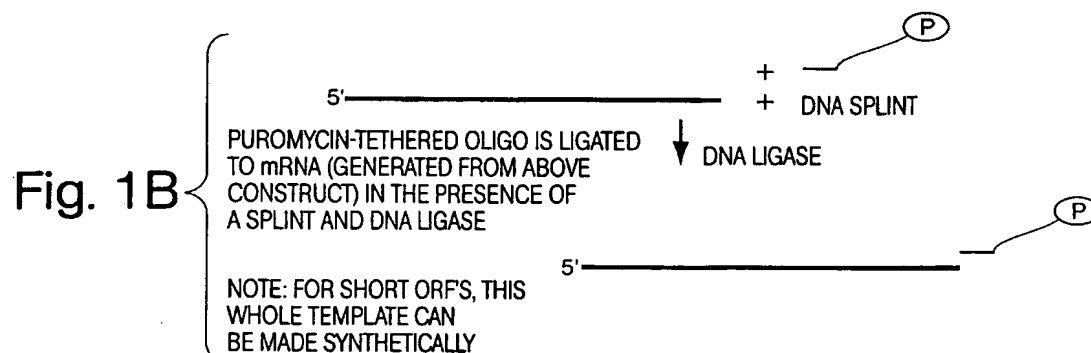 P
+
5'
+ DNA SPLINT
PUROMYCIN-TETHERED OLIGO IS LIGATED
TO mRNA (GENERATED FROM ABOVE
CONSTRUCT) IN THE PRESENCE OF
A SPLINT AND DNA LIGASE
DNA LIGASE
Fig. 1B
P
5'
NOTE: FOR SHORT ORF'S, THIS
WHOLE TEMPLATE CAN
BE MADE SYNTHETICALLY